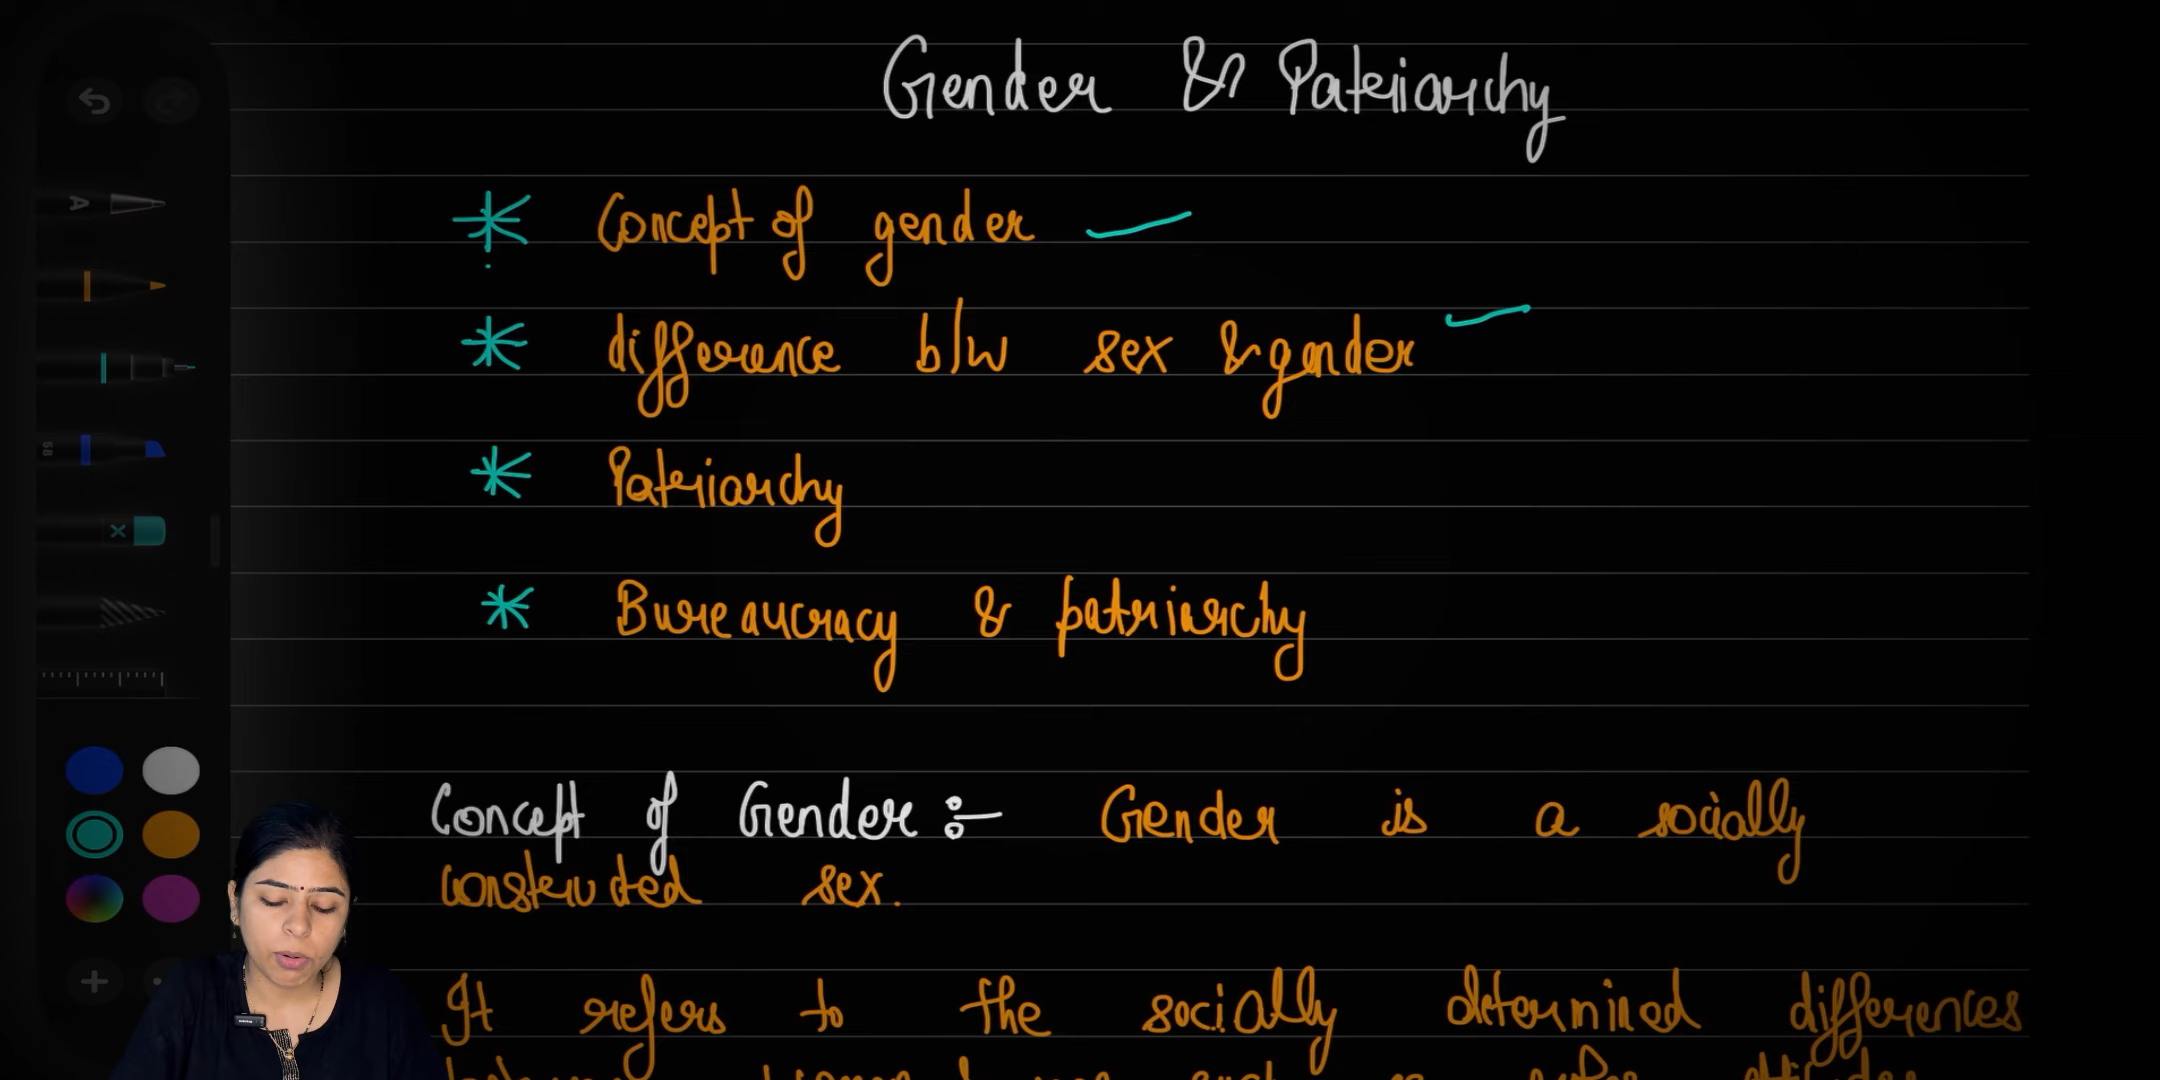 Gender & Patriarchy
* Concept of gender
* difference b/w sex & gender
* Patriarchy
* Bureaucracy & patriarchy
Concept of Gender :- Gender is a socially
constructed sex.
It refers to the socially determined differences